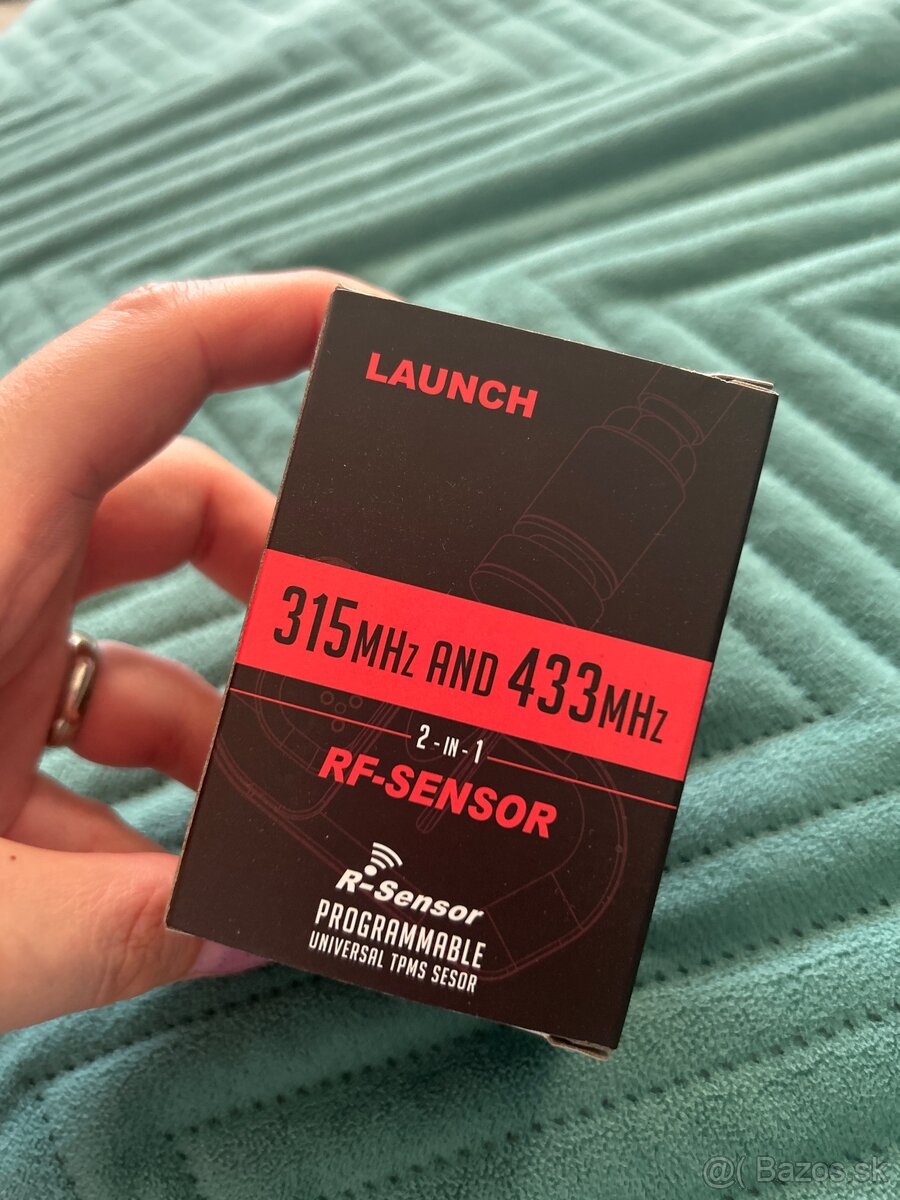 LAUNCH
315MHz AND 433MHz
2-IN-1
RF-SENSOR
R-Sensor
PROGRAMMABLE
UNIVERSAL TPMS SESOR
@( Bazos.sk